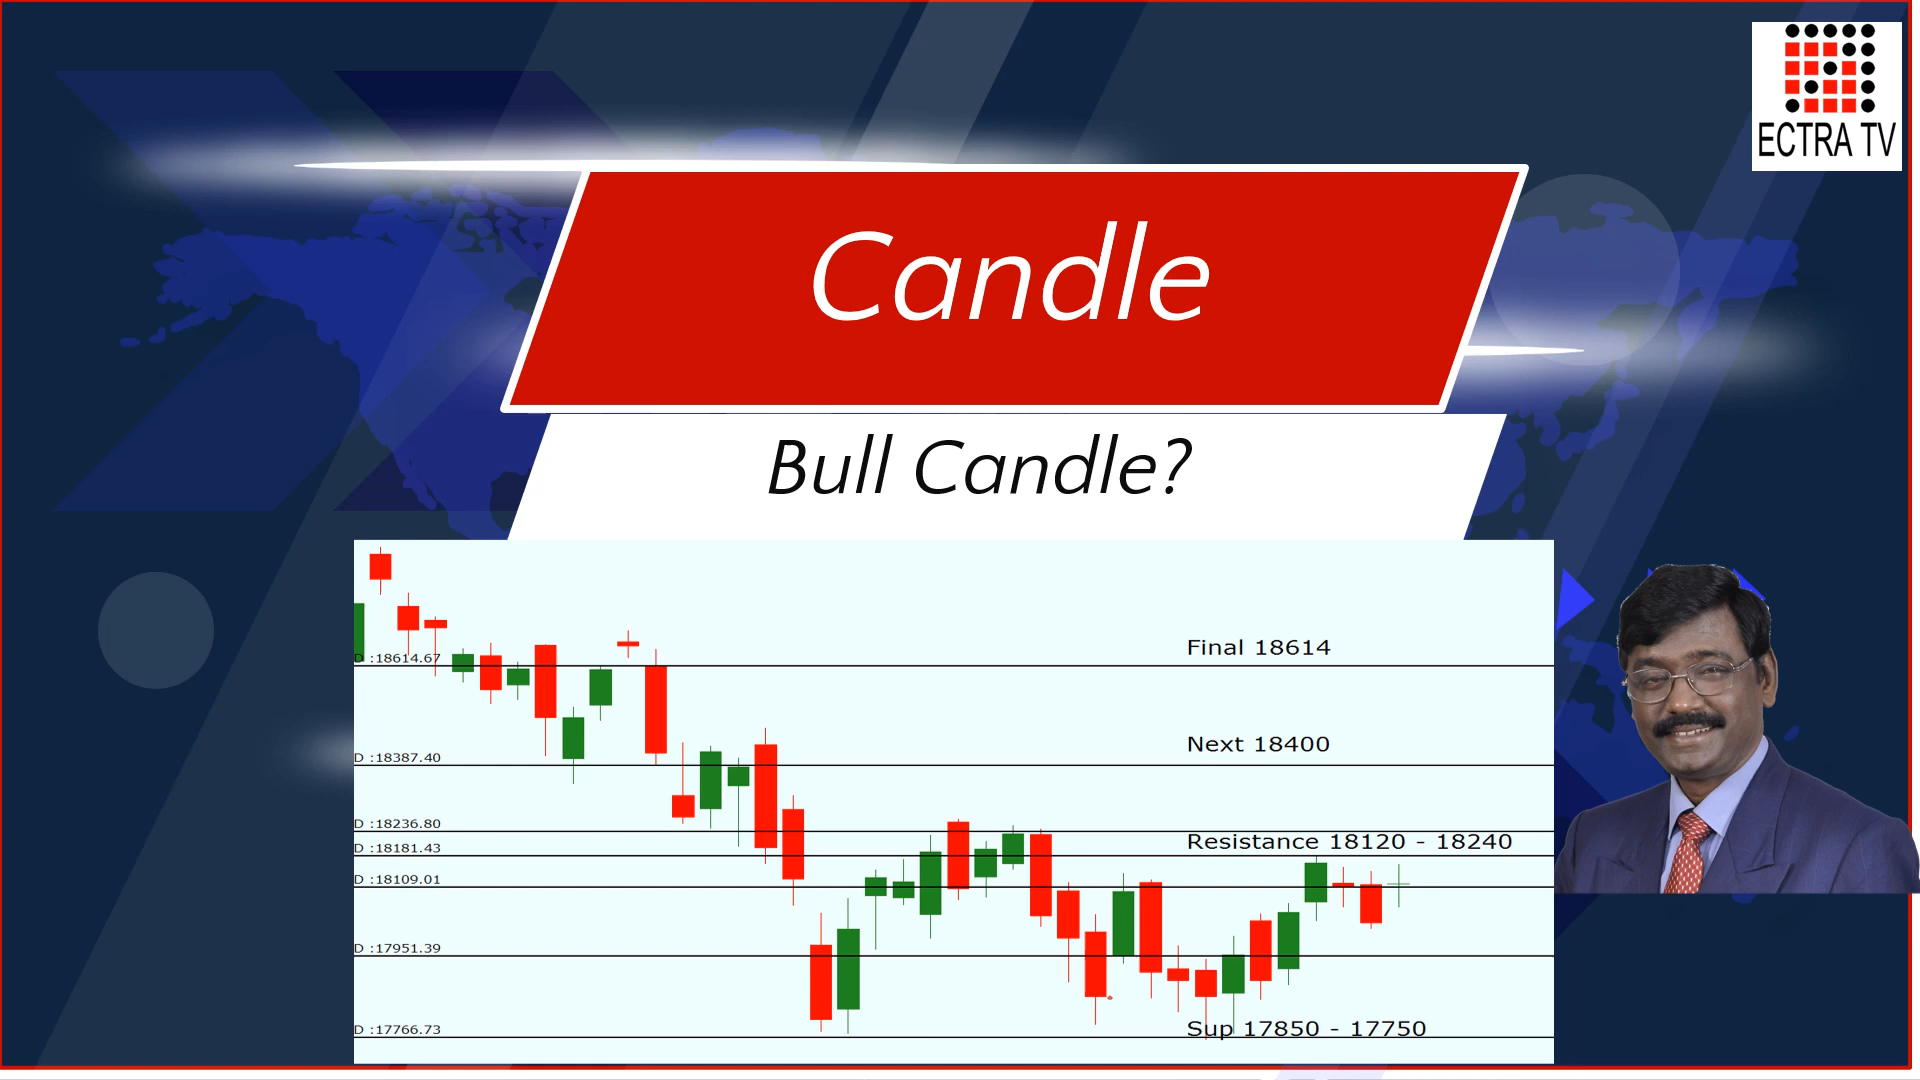 ECTRA TV
Candle
Bull Candle?
Final 18614
D :18614.67
Next 18400
D :18387.40
D :18236.80
Resistance 18120 - 18240
D :18181.43
D :18109.01
D :17951.39
Sup 17850 - 17750
D :17766.73